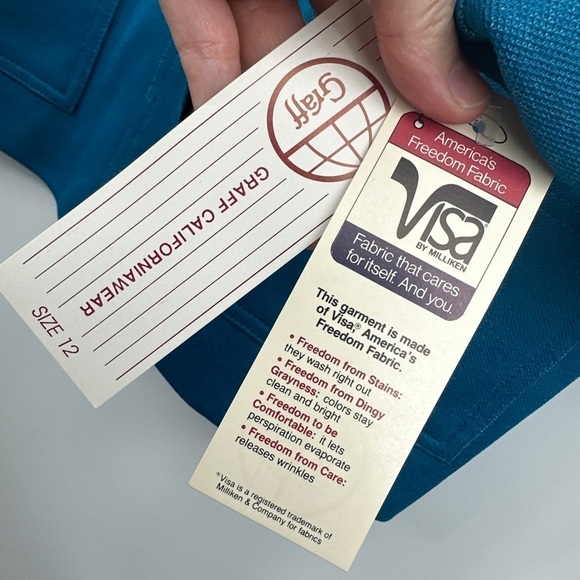 Graff
GRAFF CALIFORNIAWEAR
SIZE 12
America's
Freedom Fabric
VISA®
BY MILLIKEN
Fabric that cares
for itself. And you.
This garment is made
of Visa,® America's
Freedom Fabric.
• Freedom from Stains:
they wash right out
• Freedom from Dingy
Grayness: colors stay
clean and bright
• Freedom to be
Comfortable: it lets
perspiration evaporate
• Freedom from Care:
releases wrinkles
*Visa is a registered trademark of
Milliken & Company for fabrics